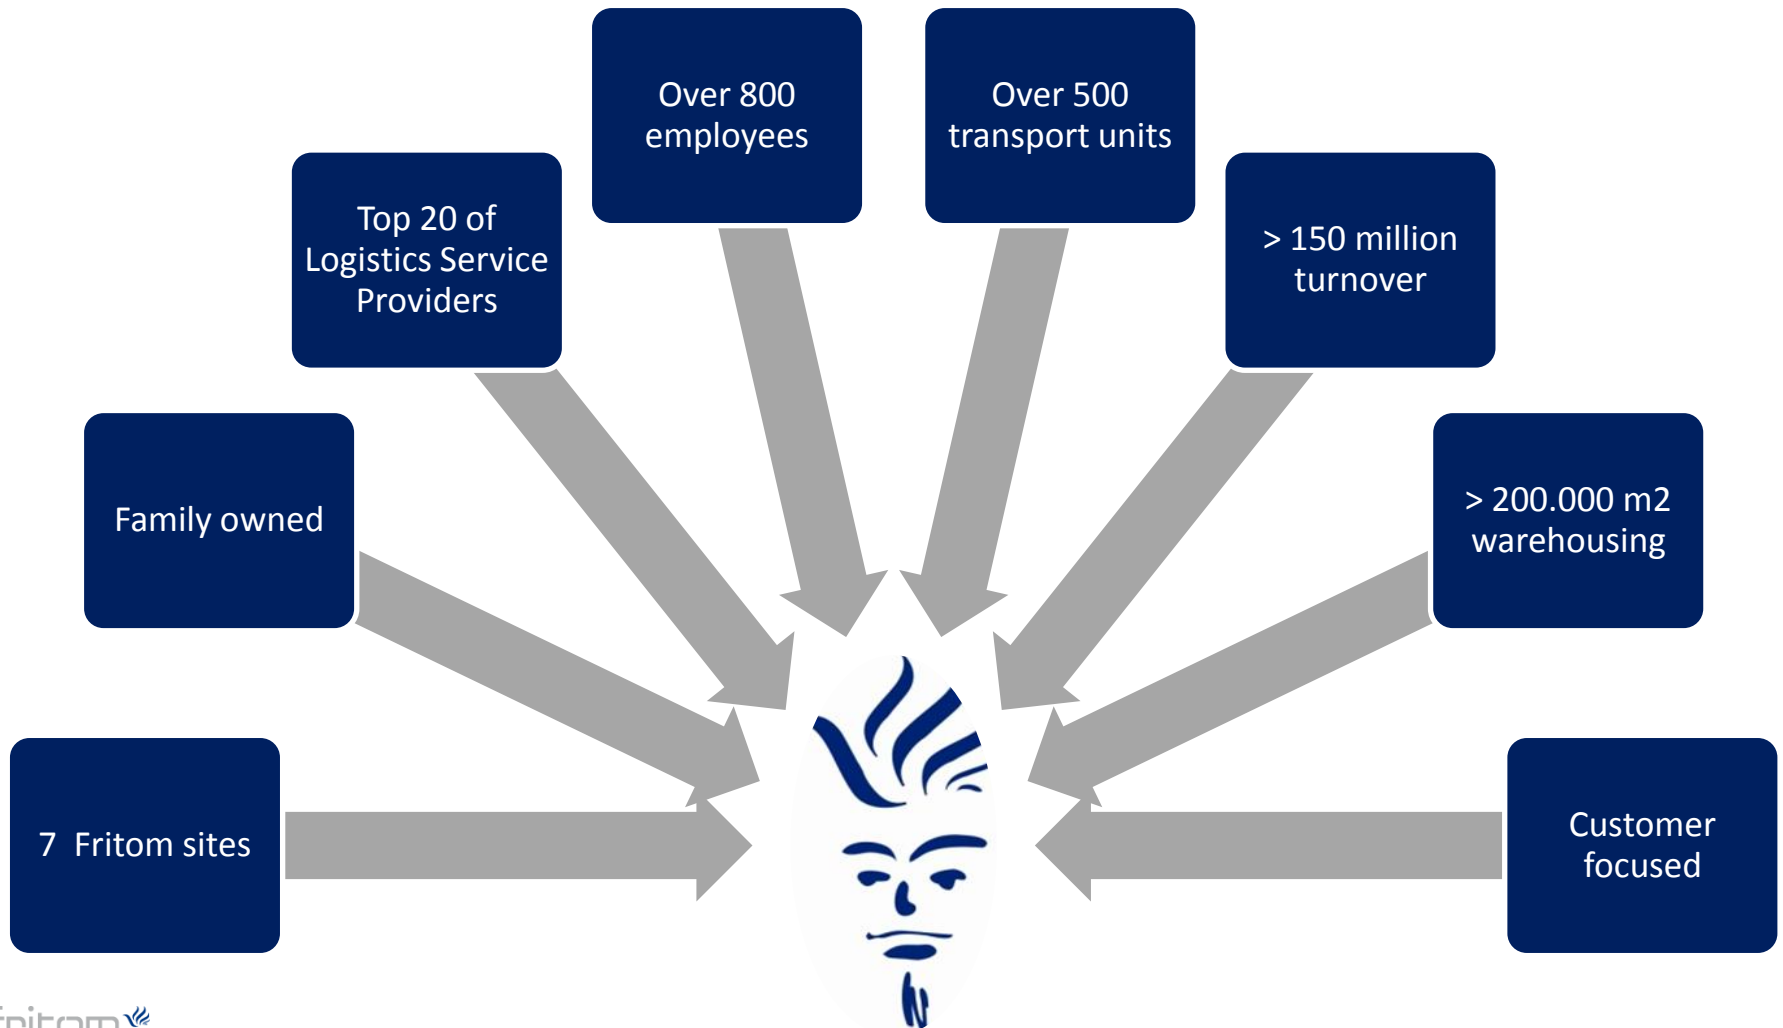 Over 800
employees
Over 500
transport units
Top 20 of
Logistics Service
Providers
> 150 million
turnover
Family owned
> 200.000 m2
warehousing
7  Fritom sites
Customer
focused
fritom